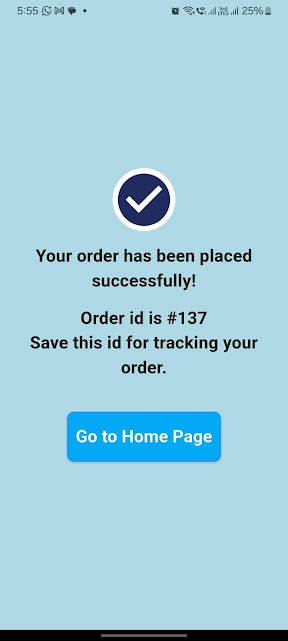 5:55
25%
Your order has been placed
successfully!
Order id is #137
Save this id for tracking your
order.
Go to Home Page